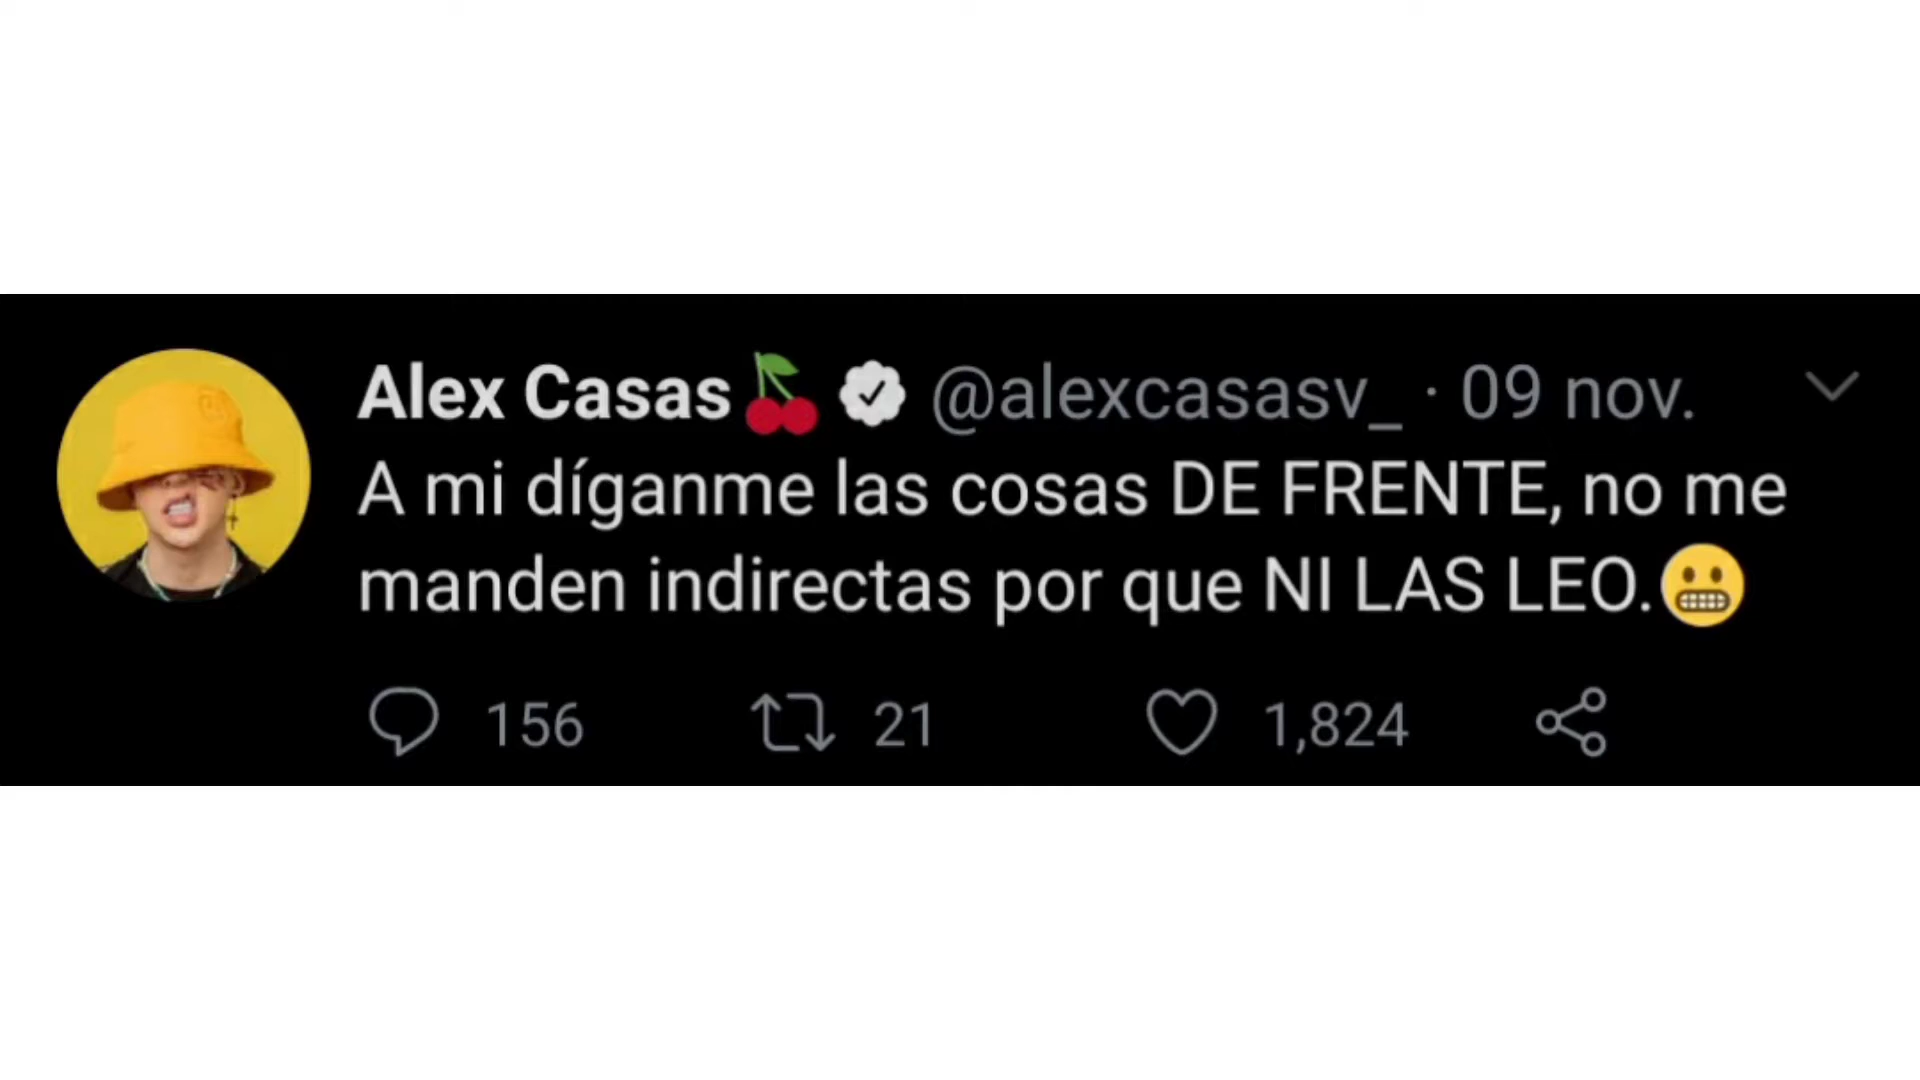 Alex Casas🍒 @alexcasasv_ · 09 nov.
A mi díganme las cosas DE FRENTE, no me
manden indirectas por que NI LAS LEO.😬
156 21 1,824